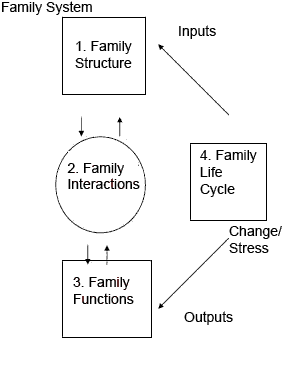 Family System
1. Family
Structure
Inputs
2. Family
Interactions
4. Family
Life
Cycle
Change/
Stress
3. Family
Functions
Outputs